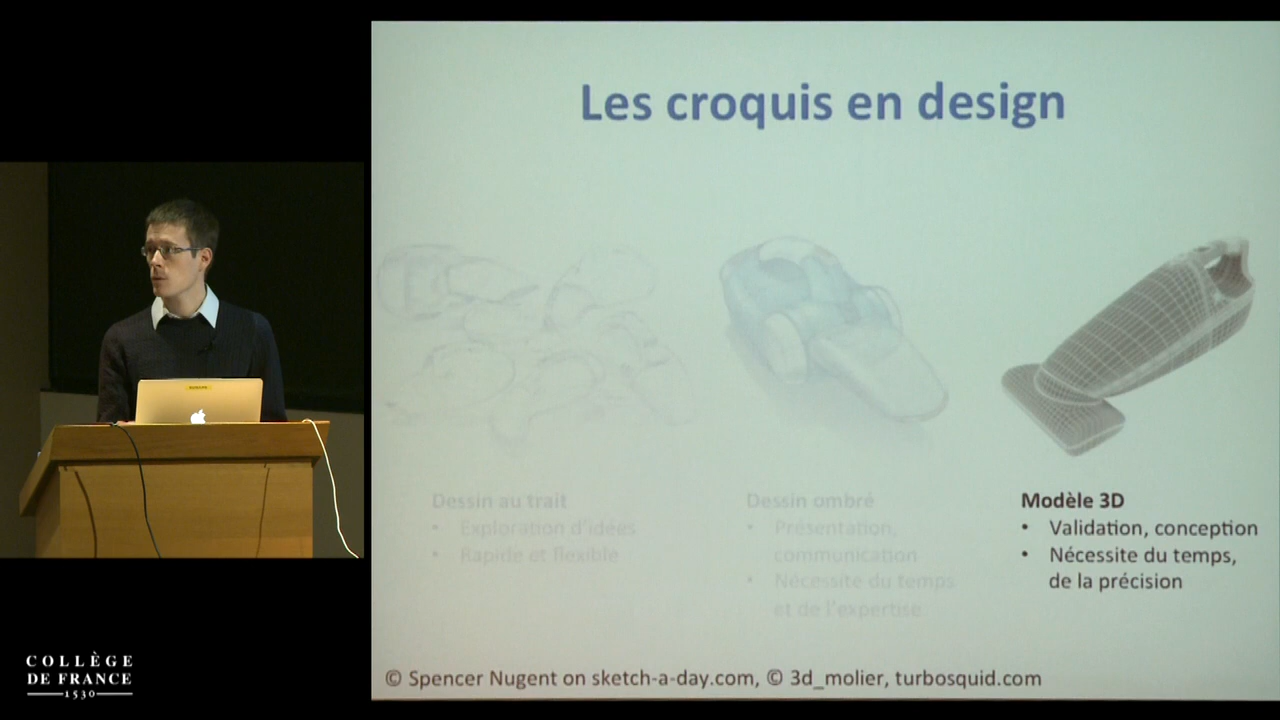 Les croquis en design
Dessin au trait
• Exploration d'idées
• Rapide et flexible
Dessin ombré
• Présentation,
communication
• Nécessite du temps
et de l'expertise
Modèle 3D
• Validation, conception
• Nécessite du temps,
de la précision
© Spencer Nugent on sketch-a-day.com, © 3d_molier, turbosquid.com
COLLÈGE
DE FRANCE
1530